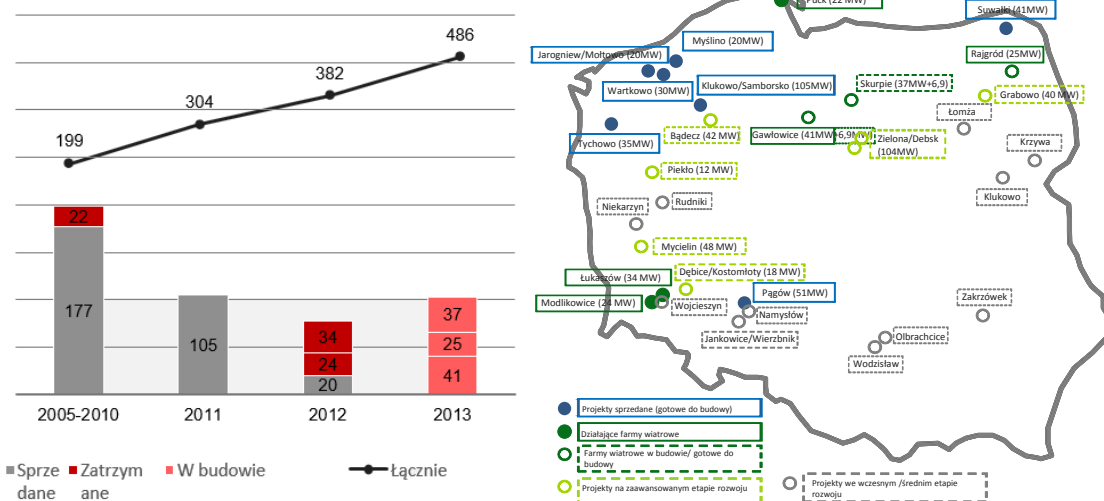 486
382
304
199
22
177
105
34
24
20
37
25
41
2005-2010
2011
2012
2013
Sprze
dane
Zatrzym
ane
W budowie
Łącznie
Puck (22 MW)
Suwałki (41MW)
Myślino (20MW)
Jarogniew/Mołtowo (20MW)
Rajgród (25MW)
Wartkowo (30MW)
Klukowo/Samborsko (105MW)
Skurpie (37MW+6,9)
Grabowo (40 MW)
Łomża
Tychowo (35MW)
Bądecz (42 MW)
Gawłowice (41MW+6,9MW)
Zielona/Debsk
(104MW)
Krzywa
Piekło (12 MW)
Klukowo
Niekarzyn
Rudniki
Mycielin (48 MW)
Łukaszów (34 MW)
Dębice/Kostomłoty (18 MW)
Modlikowice (24 MW)
Wojcieszyn
Pągów (51MW)
Namysłów
Zakrzówek
Jankowice/Wierzbnik
Olbrachcice
Wodzisław
Projekty sprzedane (gotowe do budowy)
Działające farmy wiatrowe
Farmy wiatrowe w budowie/ gotowe do
budowy
Projekty na zaawansowanym etapie rozwoju
Projekty we wczesnym /średnim etapie
rozwoju